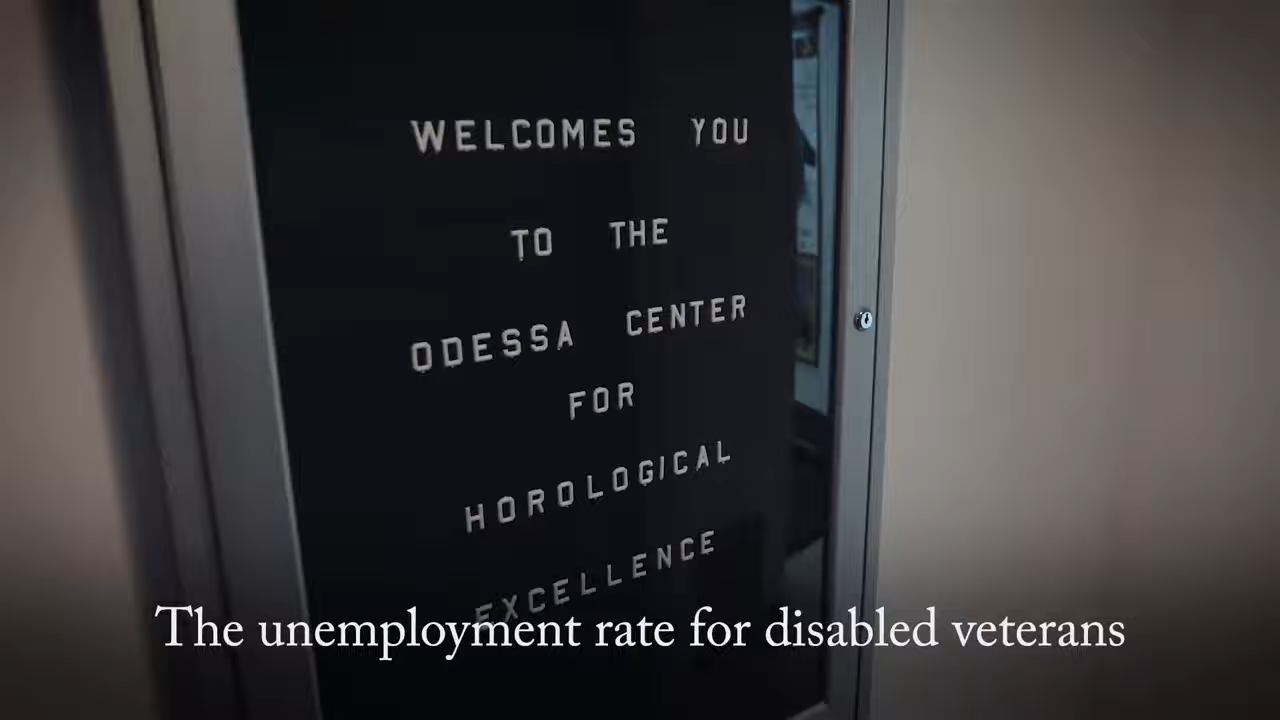 WELCOMES YOU
TO THE
ODESSA CENTER
FOR
HOROLOGICAL
EXCELLENCE
The unemployment rate for disabled veterans